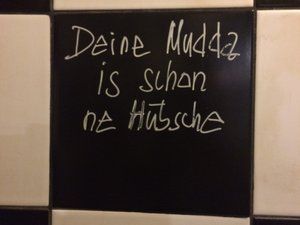 Deine Mudda
is schon
ne Hübsche